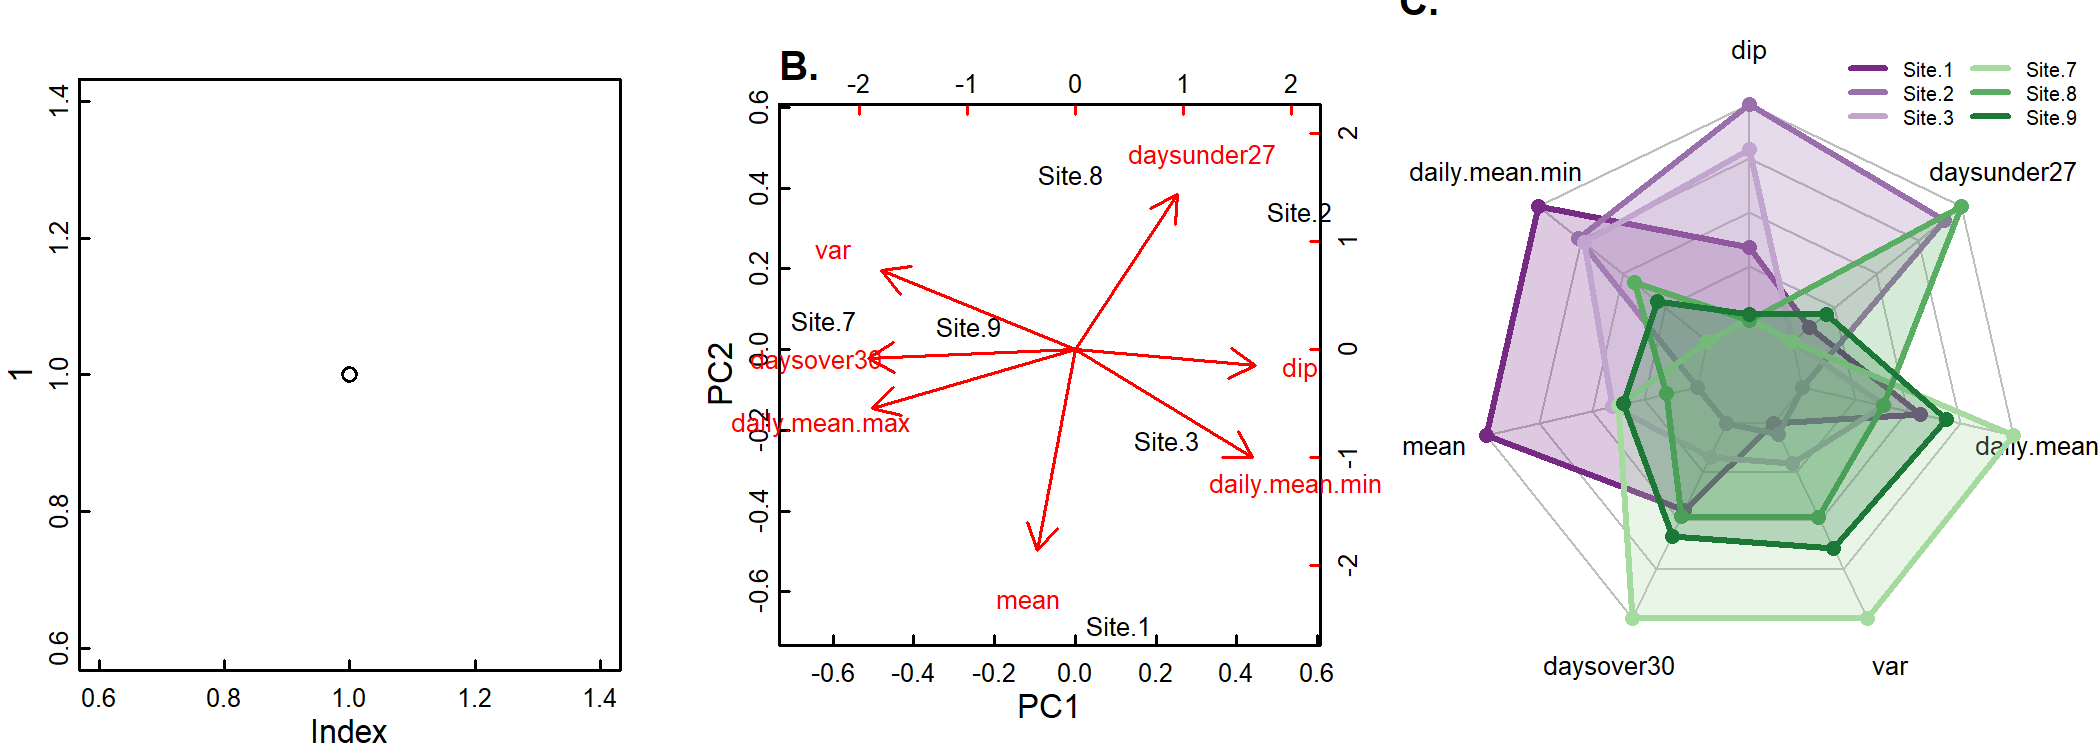 1.4
1.2
1.0
0.8
0.6
1
0.6 0.8 1.0 1.2 1.4
Index
B.
-2 -1 0 1 2
0.6
0.4
0.2
0.0
-0.2
-0.4
-0.6
PC2
2
1
0
-1
-2
daysunder27
Site.8
Site.2
var
Site.7
Site.9
daysover30
dip
daily.mean.max
Site.3
daily.mean.min
mean
Site.1
-0.6 -0.4 -0.2 0.0 0.2 0.4 0.6
PC1
C.
dip
Site.1 Site.7
Site.2 Site.8
Site.3 Site.9
daily.mean.min
daysunder27
mean
daily.mean
daysover30
var